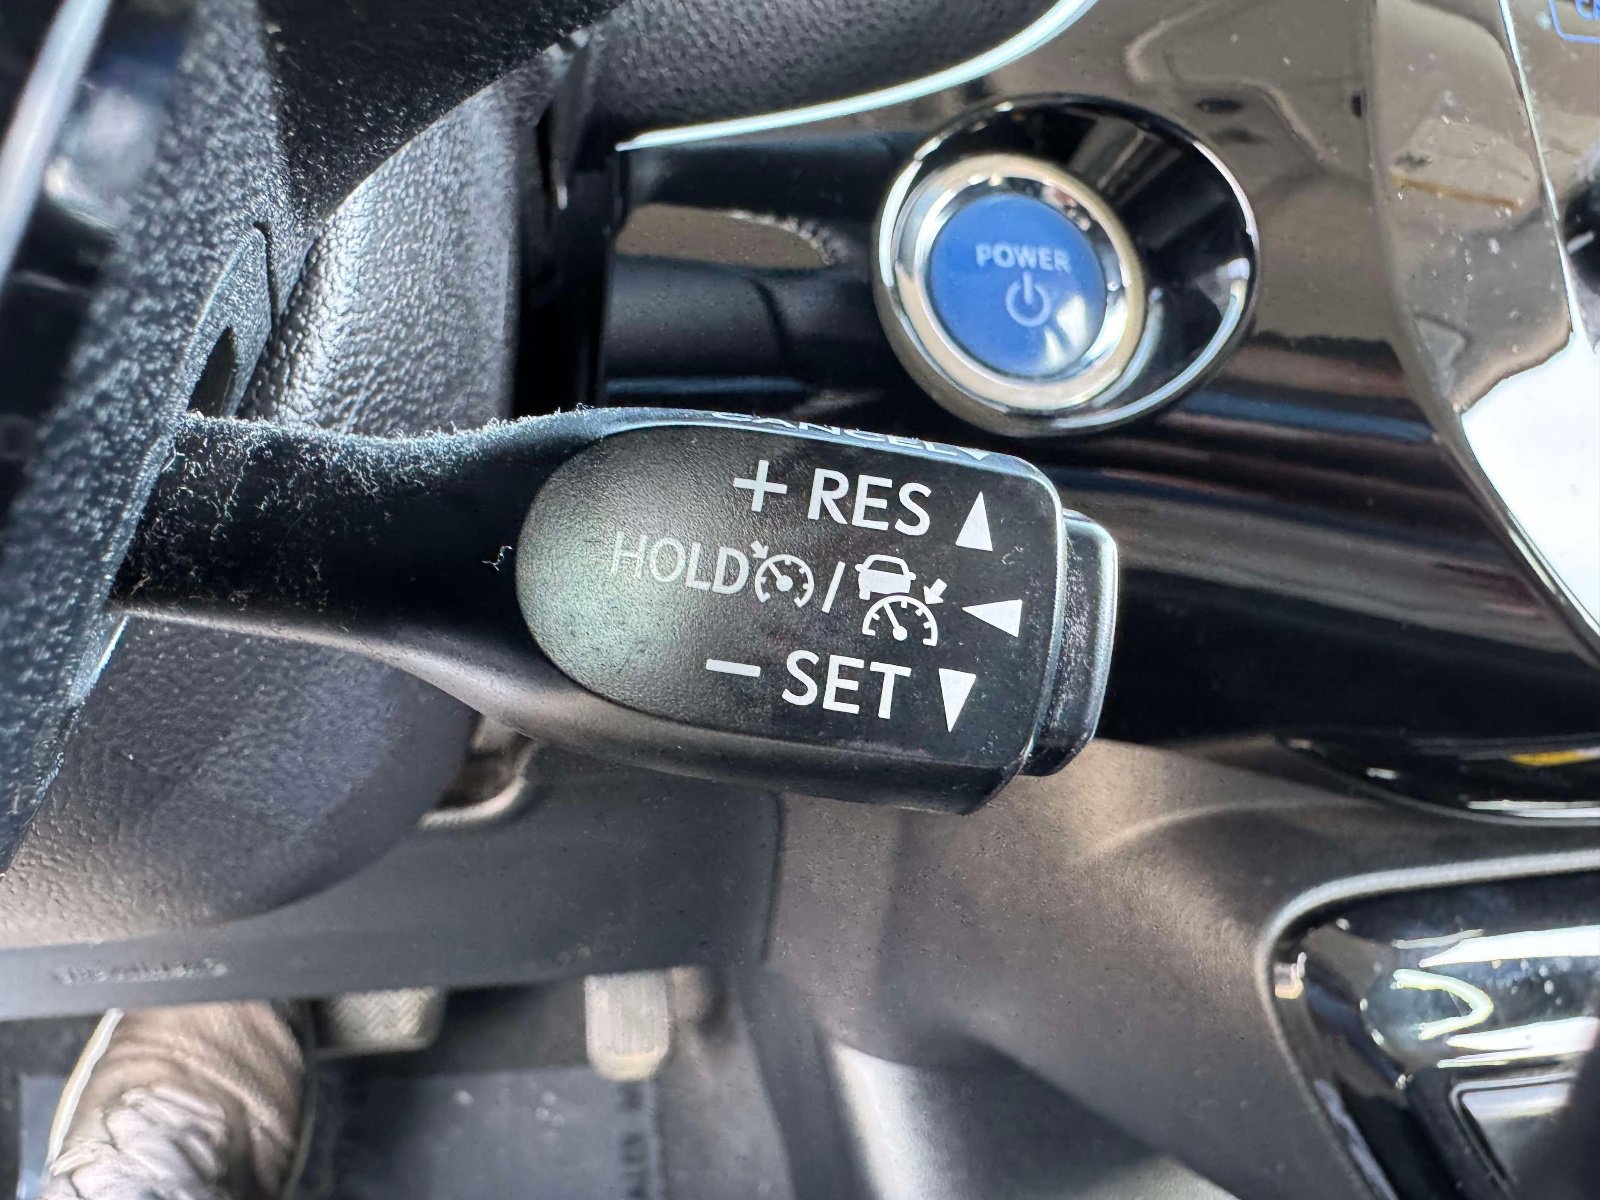 POWER
CANCEL
+ RES
HOLD /
− SET